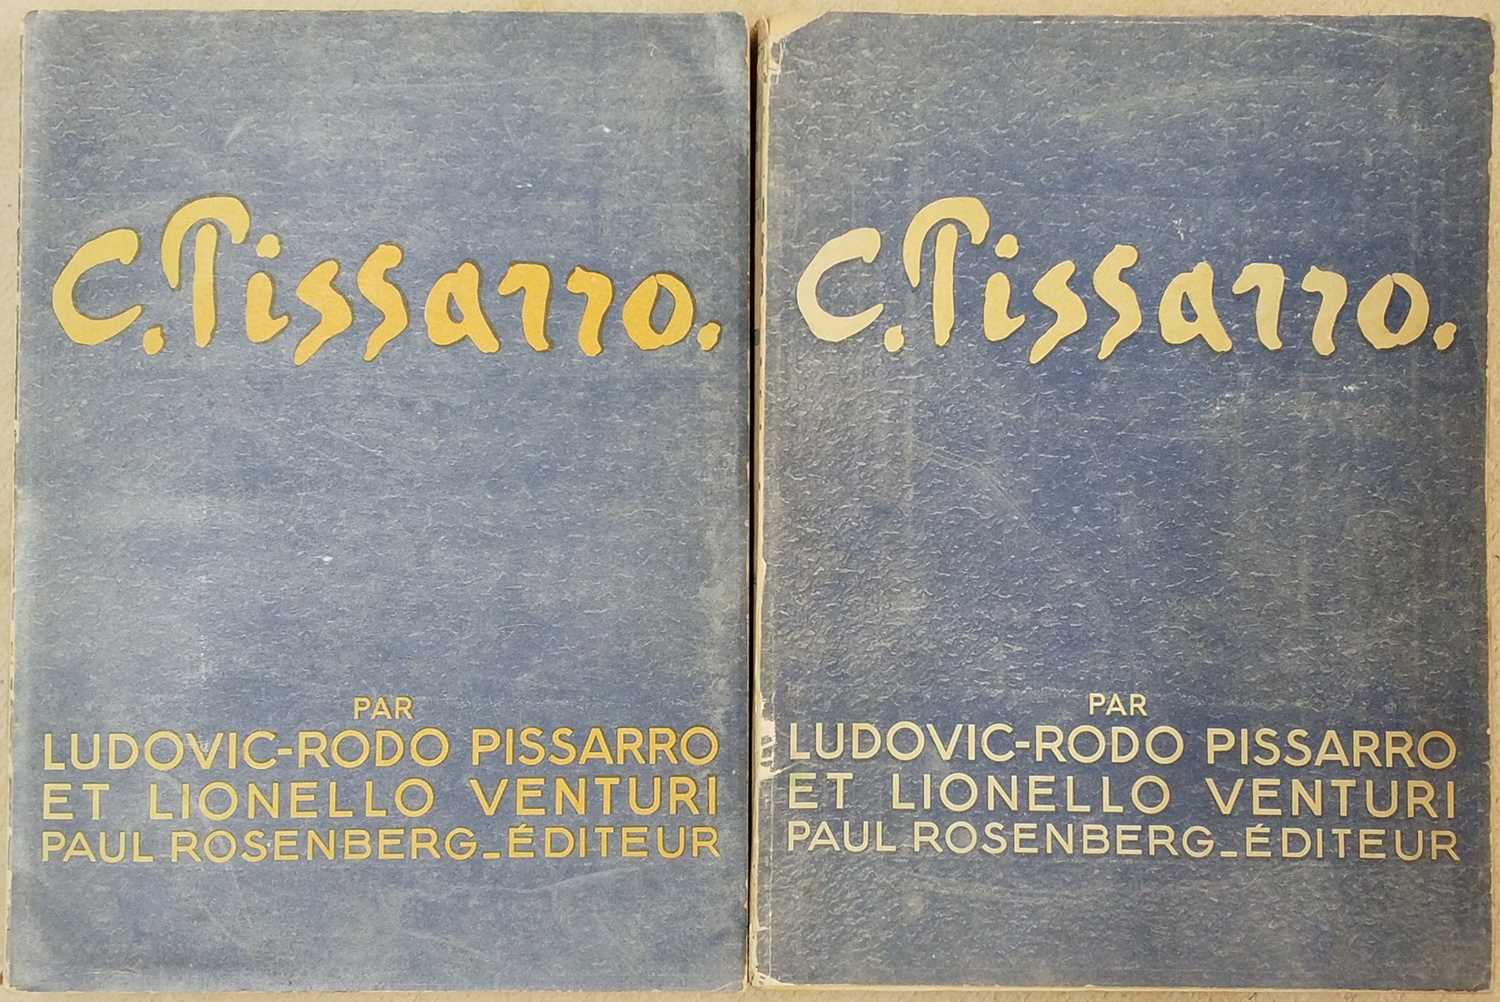 C. Pissarro.
PAR
LUDOVIC-RODO PISSARRO
ET LIONELLO VENTURI
PAUL ROSENBERG_ÉDITEUR
C. Pissarro.
PAR
LUDOVIC-RODO PISSARRO
ET LIONELLO VENTURI
PAUL ROSENBERG_ÉDITEUR